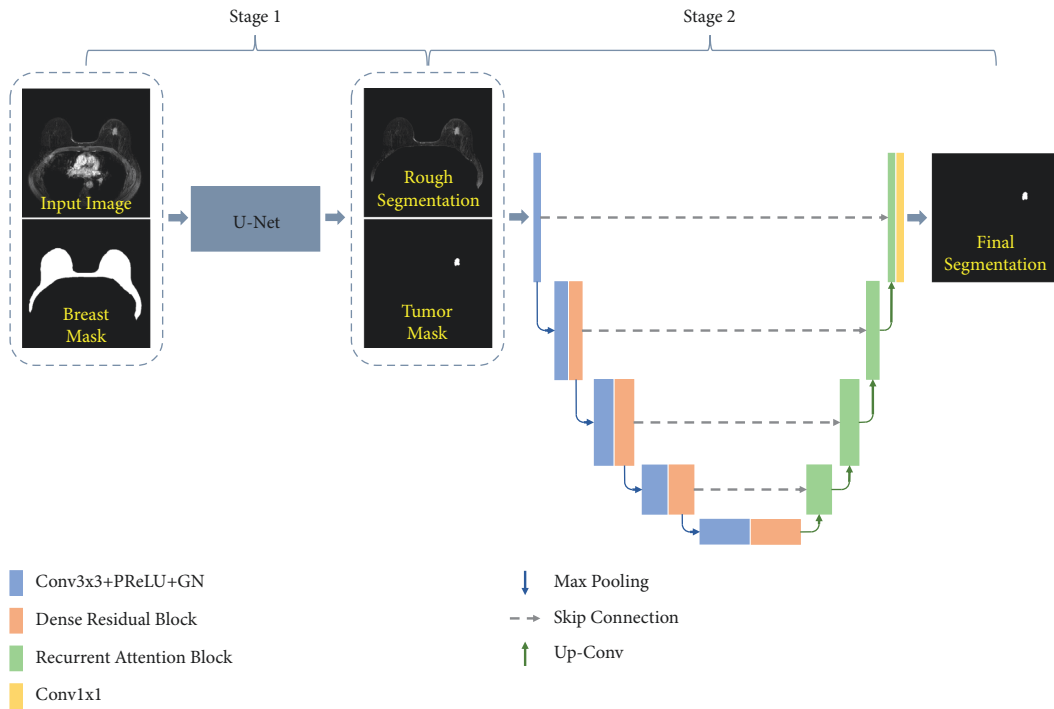 Stage 1
Stage 2
Input Image
Breast
Mask
U-Net
Rough
Segmentation
Tumor
Mask
Final
Segmentation
Conv3x3+PReLU+GN
Dense Residual Block
Recurrent Attention Block
Conv1x1
Max Pooling
Skip Connection
Up-Conv